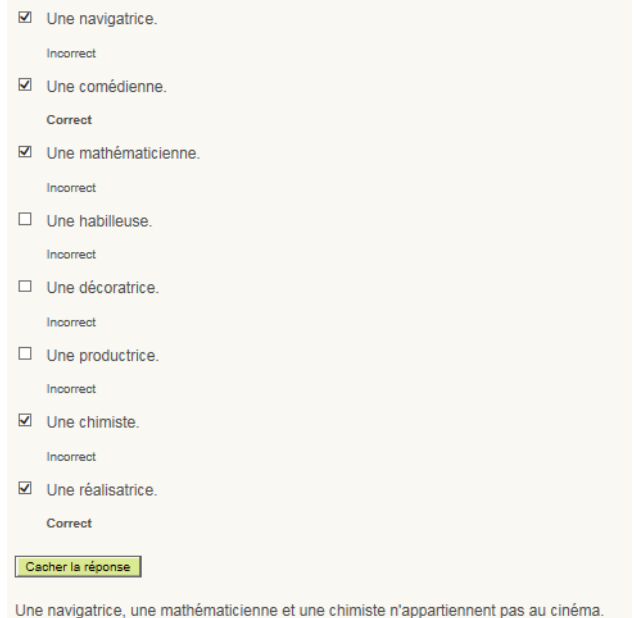 Une navigatrice.
Incorrect
Une comédienne.
Correct
Une mathématicienne.
Incorrect
Une habilleuse.
Incorrect
Une décoratrice.
Incorrect
Une productrice.
Incorrect
Une chimiste.
Incorrect
Une réalisatrice.
Correct
Cacher la réponse
Une navigatrice, une mathématicienne et une chimiste n'appartiennent pas au cinéma.